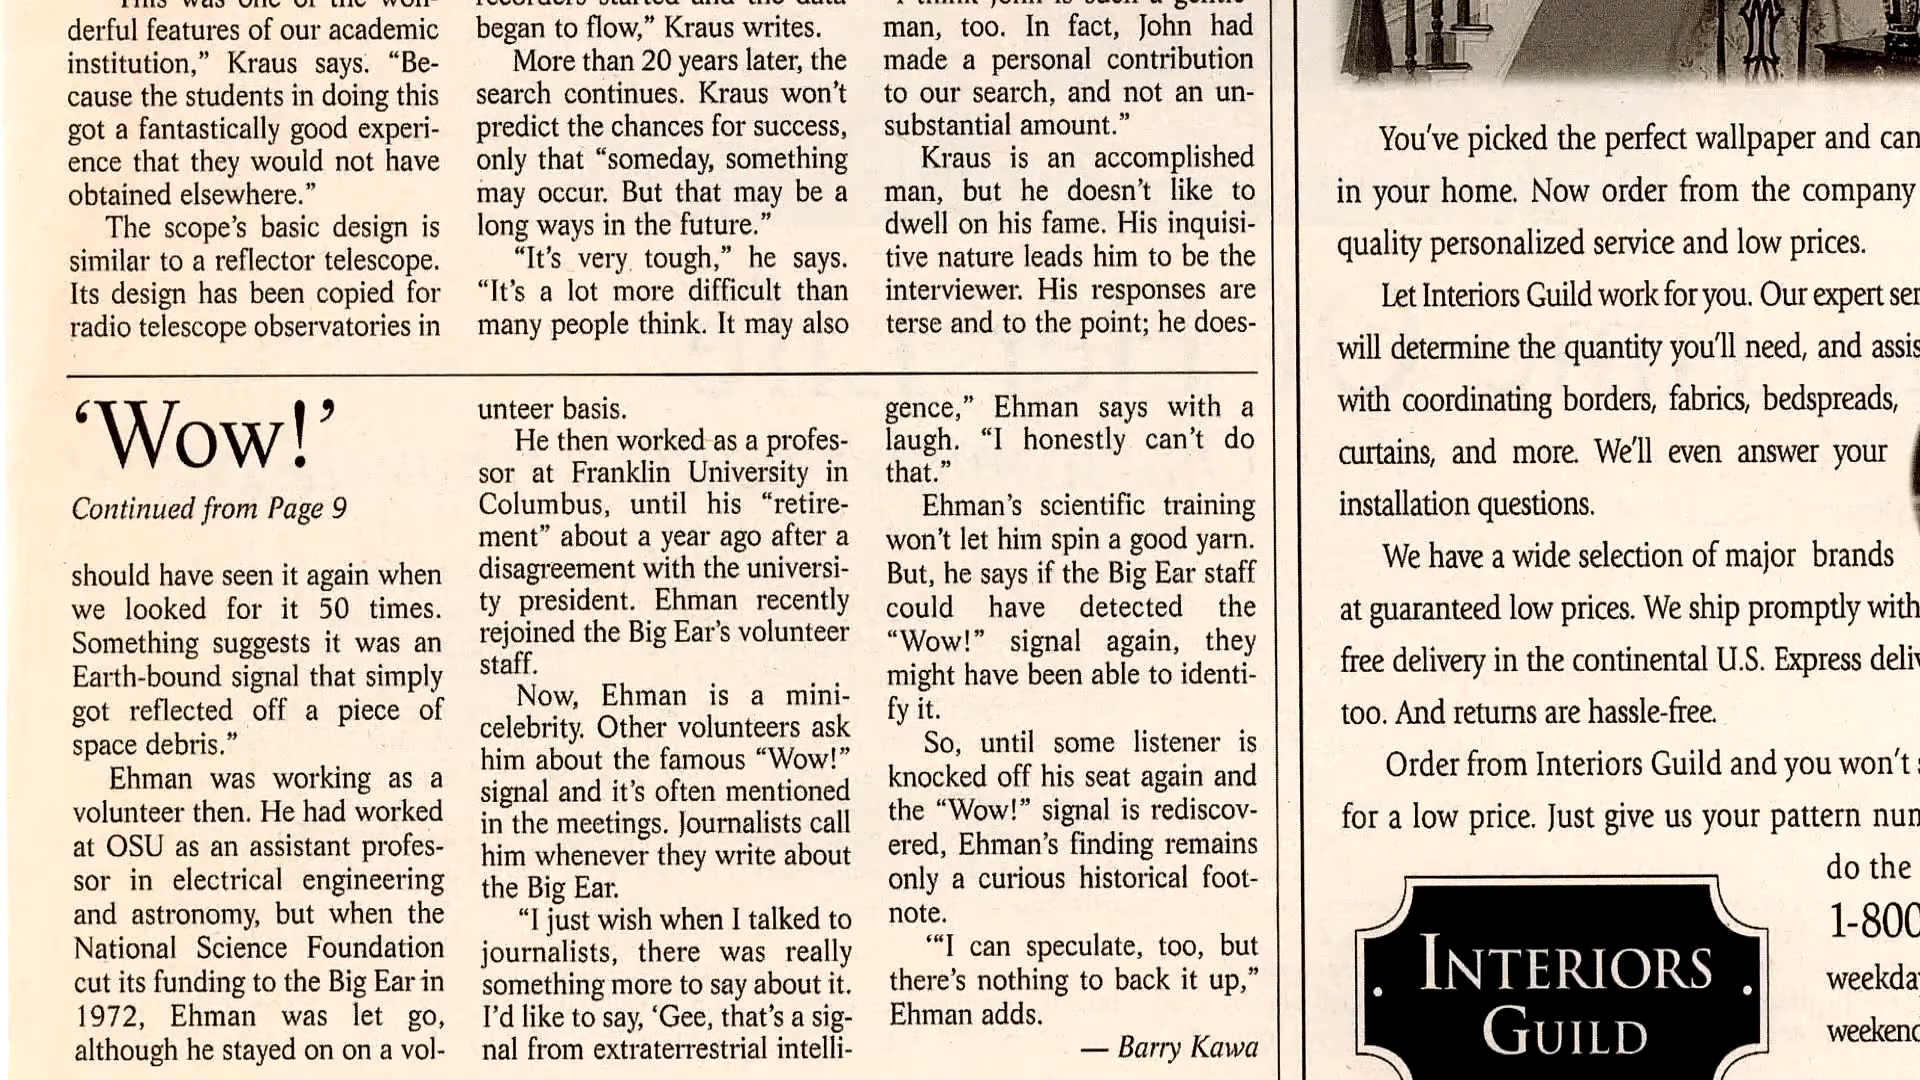 This was one of the won-
derful features of our academic
institution,” Kraus says. “Be-
cause the students in doing this
got a fantastically good experi-
ence that they would not have
obtained elsewhere.”
The scope’s basic design is
similar to a reflector telescope.
Its design has been copied for
radio telescope observatories in
recorders started and the data
began to flow,” Kraus writes.
More than 20 years later, the
search continues. Kraus won’t
predict the chances for success,
only that “someday, something
may occur. But that may be a
long ways in the future.”
“It’s very tough,” he says.
“It’s a lot more difficult than
many people think. It may also
“I think John is such a gentle-
man, too. In fact, John had
made a personal contribution
to our search, and not an un-
substantial amount.”
Kraus is an accomplished
man, but he doesn’t like to
dwell on his fame. His inquisi-
tive nature leads him to be the
interviewer. His responses are
terse and to the point; he does-
‘Wow!’
Continued from Page 9
should have seen it again when
we looked for it 50 times.
Something suggests it was an
Earth-bound signal that simply
got reflected off a piece of
space debris.”
Ehman was working as a
volunteer then. He had worked
at OSU as an assistant profes-
sor in electrical engineering
and astronomy, but when the
National Science Foundation
cut its funding to the Big Ear in
1972, Ehman was let go,
although he stayed on on a vol-
unteer basis.
He then worked as a profes-
sor at Franklin University in
Columbus, until his “retire-
ment” about a year ago after a
disagreement with the universi-
ty president. Ehman recently
rejoined the Big Ear’s volunteer
staff.
Now, Ehman is a mini-
celebrity. Other volunteers ask
him about the famous “Wow!”
signal and it’s often mentioned
in the meetings. Journalists call
him whenever they write about
the Big Ear.
“I just wish when I talked to
journalists, there was really
something more to say about it.
I’d like to say, ‘Gee, that’s a sig-
nal from extraterrestrial intelli-
gence,” Ehman says with a
laugh. “I honestly can’t do
that.”
Ehman’s scientific training
won’t let him spin a good yarn.
But, he says if the Big Ear staff
could have detected the
“Wow!” signal again, they
might have been able to identi-
fy it.
So, until some listener is
knocked off his seat again and
the “Wow!” signal is rediscov-
ered, Ehman’s finding remains
only a curious historical foot-
note.
“‘I can speculate, too, but
there’s nothing to back it up,”
Ehman adds.
— Barry Kawa
You’ve picked the perfect wallpaper and can
in your home. Now order from the company
quality personalized service and low prices.
Let Interiors Guild work for you. Our expert
will determine the quantity you’ll need, and
with coordinating borders, fabrics, bedspreads,
curtains, and more. We’ll even answer your
installation questions.
We have a wide selection of major brands
at guaranteed low prices. We ship promptly with
free delivery in the continental U.S. Express
too. And returns are hassle-free.
Order from Interiors Guild and you won’t
for a low price. Just give us your pattern
do the
1-800
INTERIORS
GUILD